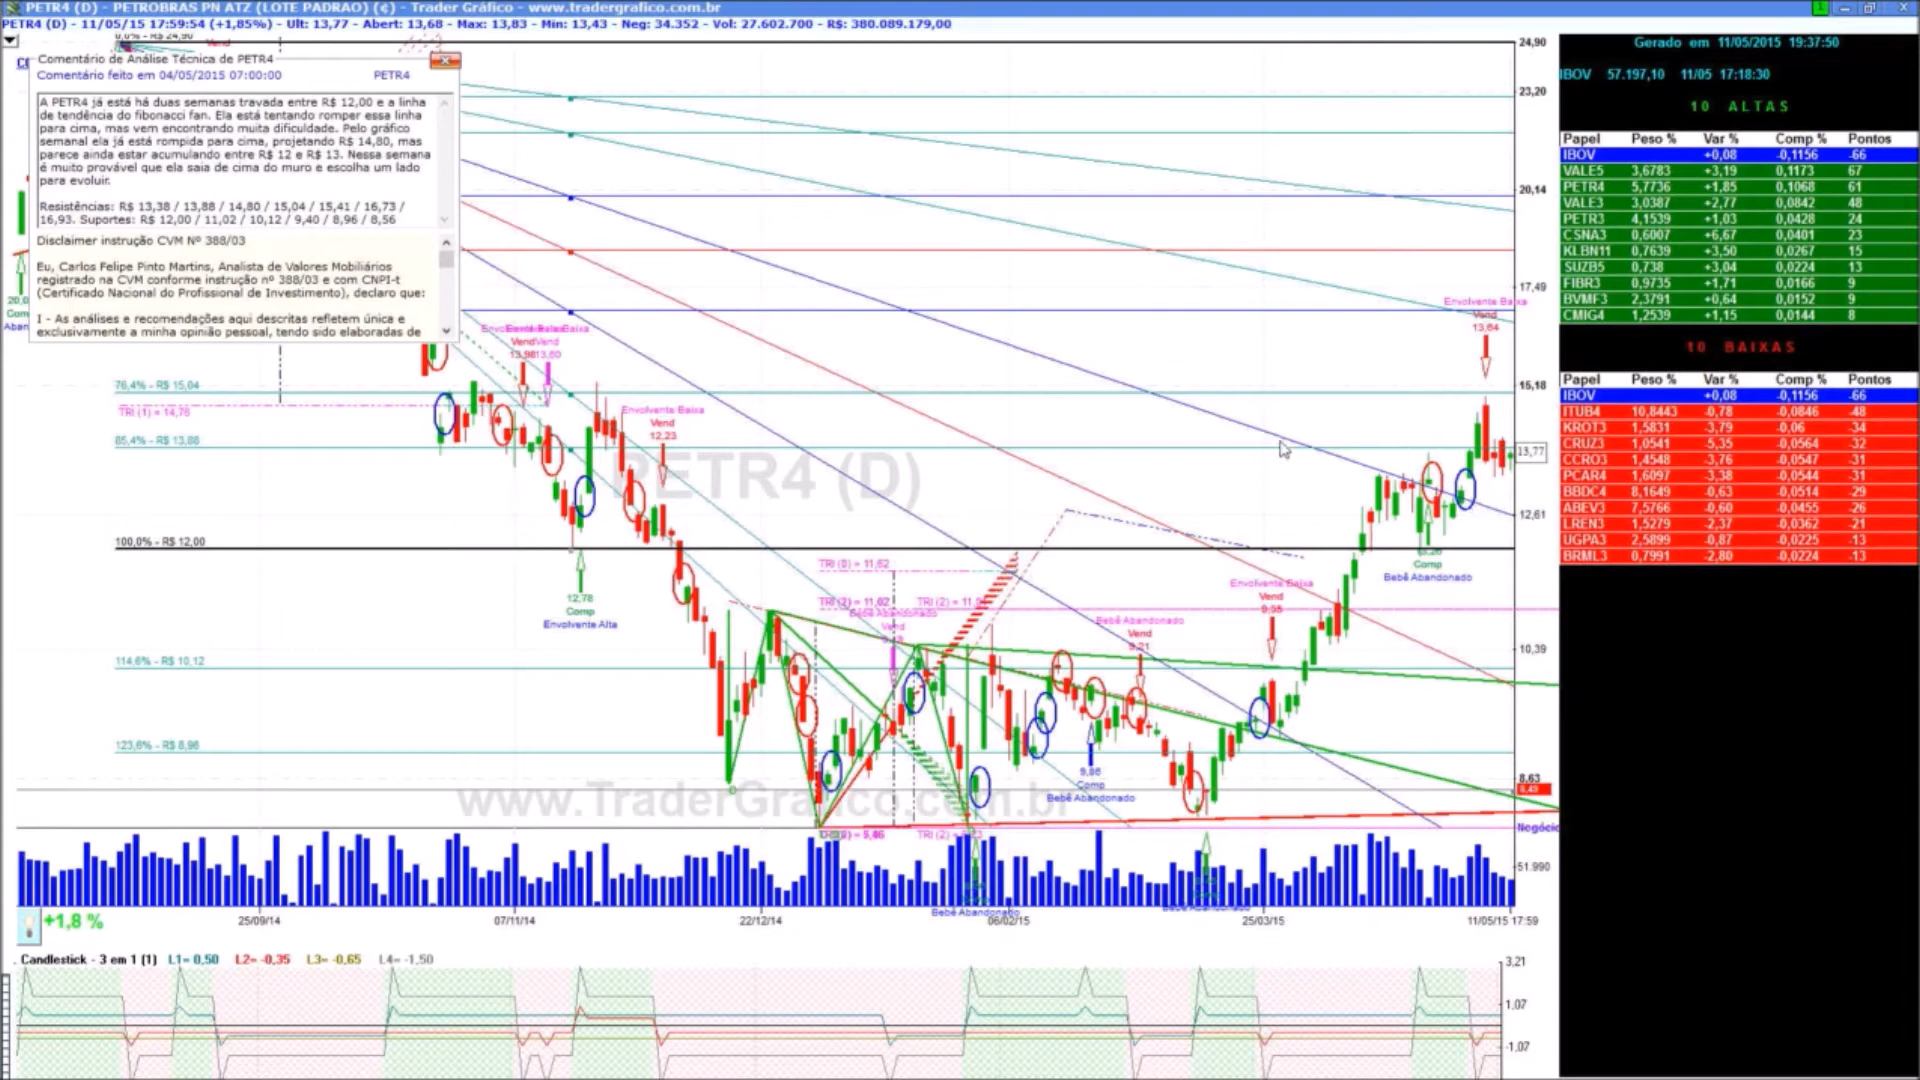 PETR4 (D) - PETROBRAS PN ATZ (LOTE PADRAO) (¢) - Trader Gráfico - www.tradergrafico.com.br
PETR4 (D) - 11/05/15 17:59:54 (+1,85%) - Ult: 13,77 - Abert: 13,68 - Max: 13,83 - Min: 13,43 - Neg: 34.352 - Vol: 27.602.700 - R$: 380.089.179,00
0,0% - R$ 24,90
Vend
Comentário de Análise Técnica de PETR4
Comentário feito em 04/05/2015 07:00:00 PETR4
A PETR4 já está há duas semanas travada entre R$ 12,00 e a linha
de tendência do fibonacci fan. Ela está tentando romper essa linha
para cima, mas vem encontrando muita dificuldade. Pelo gráfico
semanal ela já está rompida para cima, projetando R$ 14,80, mas
parece ainda estar acumulando entre R$ 12 e R$ 13. Nessa semana
é muito provável que ela saia de cima do muro e escolha um lado
para evoluir.
Resistências: R$ 13,38 / 13,88 / 14,80 / 15,04 / 15,41 / 16,73 /
16,93. Suportes: R$ 12,00 / 11,02 / 10,12 / 9,40 / 8,96 / 8,56
Disclaimer instrução CVM Nº 388/03
Eu, Carlos Felipe Pinto Martins, Analista de Valores Mobiliários
registrado na CVM conforme instrução nº 388/03 e com CNPI-t
(Certificado Nacional do Profissional de Investimento), declaro que:
I - As análises e recomendações aqui descritas refletem única e
exclusivamente a minha opinião pessoal, tendo sido elaboradas de
24,90
23,20
20,14
17,49
15,18
13,77
12,61
10,39
8,63
8,49
Negócio
51.990
Envolvente Baixa
Vend
13,64
Vend
Vend
13,60
Envolvente Baixa
Vend
12,23
76,4% - R$ 15,04
TRI (1) = 14,76
85,4% - R$ 13,88
PETR4 (D)
100,0% - R$ 12,00
12,78
Comp
Envolvente Alta
TRI (0) = 11,62
TRI (2) = 11,02
Bebê Abandonado
Vend
Bebê Abandonado
Vend
9,21
Envolvente Baixa
Vend
9,95
Comp
Bebê Abandonado
114,6% - R$ 10,12
123,6% - R$ 8,96
9,86
Comp
Bebê Abandonado
www.TraderGrafico.com.br
Bebê Abandonado
25/09/14 07/11/14 22/12/14 06/02/15 25/03/15 11/05/15 17:59
+1,8 %
Candlestick - 3 em 1 (1) L1= 0,50 L2= -0,35 L3= -0,65 L4= -1,50
3,21
1,07
-1,07
Gerado em 11/05/2015 19:37:50
IBOV 57.197,10 11/05 17:18:30
10 ALTAS
Papel Peso % Var % Comp % Pontos
IBOV +0,08 -0,1156 -66
VALE5 3,6783 +3,19 0,1173 67
PETR4 5,7736 +1,85 0,1068 61
VALE3 3,0387 +2,77 0,0842 48
PETR3 4,1539 +1,03 0,0428 24
CSNA3 0,6007 +6,67 0,0401 23
KLBN11 0,7639 +3,50 0,0267 15
SUZB5 0,738 +3,04 0,0224 13
FIBR3 0,9735 +1,71 0,0166 9
BVMF3 2,3791 +0,64 0,0152 9
CMIG4 1,2539 +1,15 0,0144 8
10 BAIXAS
Papel Peso % Var % Comp % Pontos
IBOV +0,08 -0,1156 -66
ITUB4 10,8443 -0,78 -0,0846 -48
KROT3 1,5831 -3,79 -0,06 -34
CRUZ3 1,0541 -5,35 -0,0564 -32
CCRO3 1,4548 -3,76 -0,0547 -31
PCAR4 1,6097 -3,38 -0,0544 -31
BBDC4 8,1649 -0,63 -0,0514 -29
ABEV3 7,5766 -0,60 -0,0455 -26
LREN3 1,5279 -2,37 -0,0362 -21
UGPA3 2,5899 -0,87 -0,0225 -13
BRML3 0,7991 -2,80 -0,0224 -13